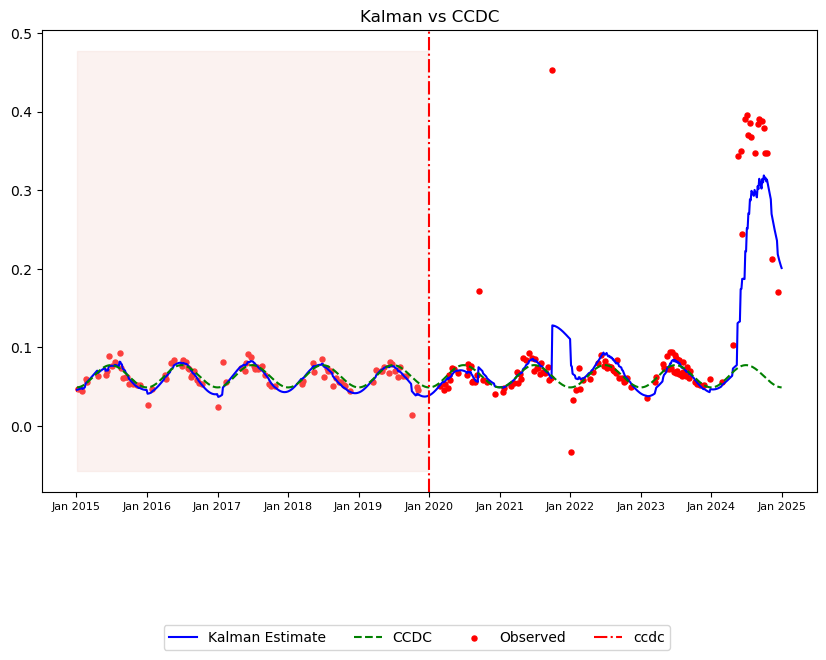 Kalman vs CCDC
0.5
0.4
0.3
0.2
0.1
0.0
Jan 2015 Jan 2016 Jan 2017 Jan 2018 Jan 2019 Jan 2020 Jan 2021 Jan 2022 Jan 2023 Jan 2024 Jan 2025
Kalman Estimate CCDC Observed ccdc